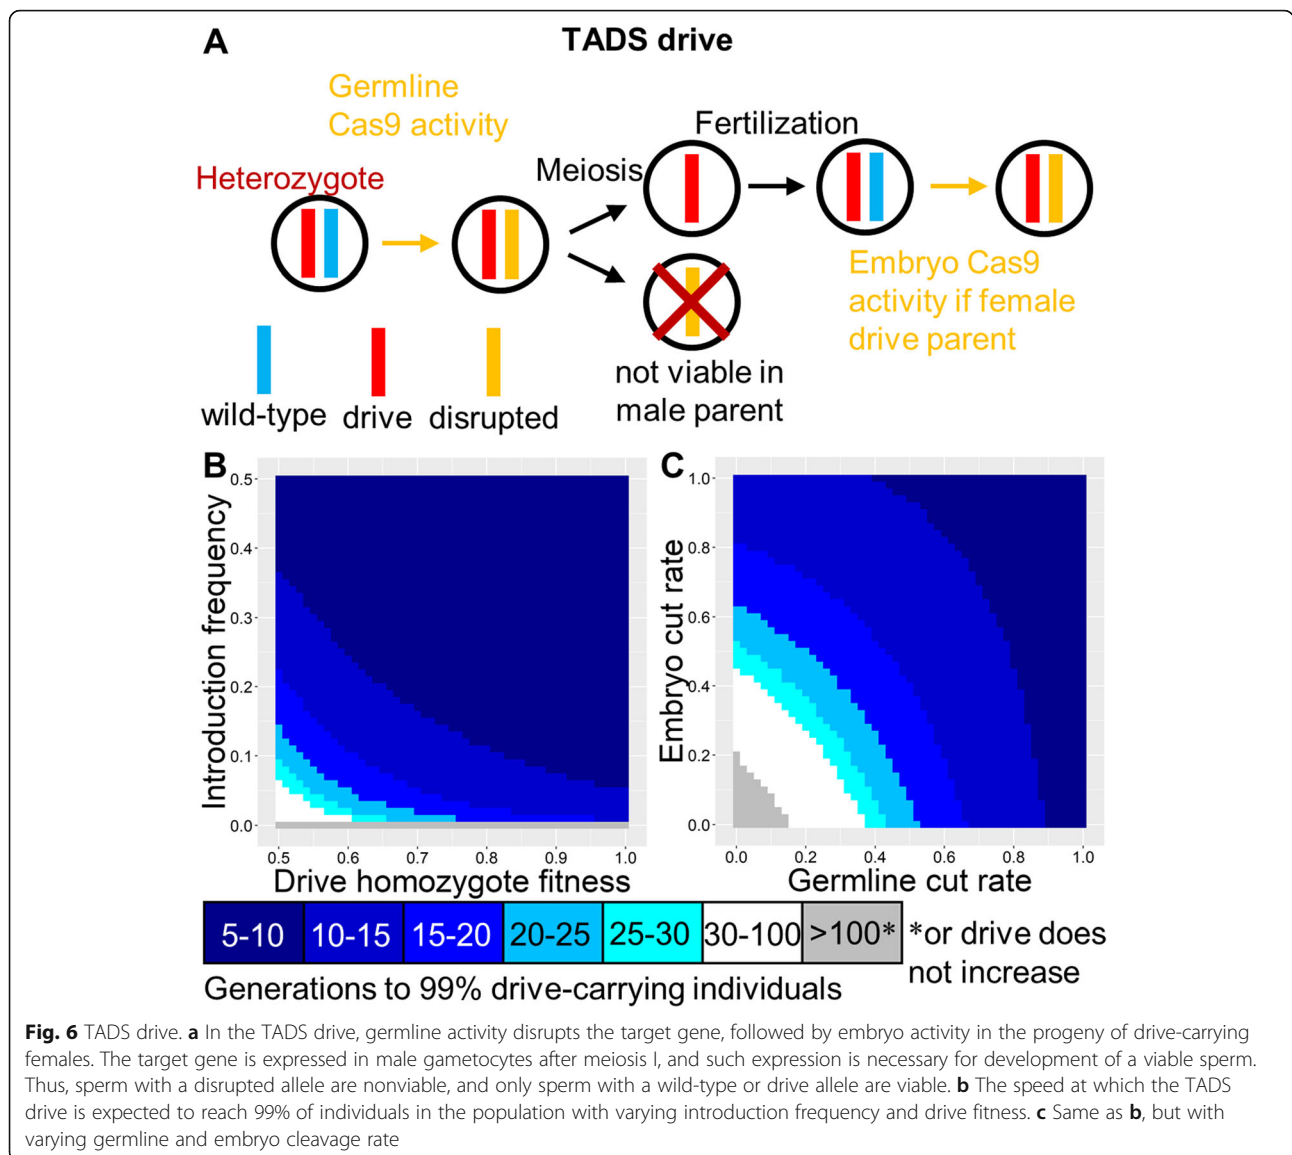 A
TADS drive
Germline
Cas9 activity
Fertilization
Meiosis
Heterozygote
Embryo Cas9
activity if female
drive parent
not viable in
male parent
wild-type
drive
disrupted
B
Introduction frequency
0.5
0.4
0.3
0.2
0.1
0.0
0.5 0.6 0.7 0.8 0.9 1.0
Drive homozygote fitness
C
Embryo cut rate
1.0
0.8
0.6
0.4
0.2
0.0
0.0 0.2 0.4 0.6 0.8 1.0
Germline cut rate
5-10 10-15 15-20 20-25 25-30 30-100 >100* *or drive does
not increase
Generations to 99% drive-carrying individuals
Fig. 6 TADS drive. a In the TADS drive, germline activity disrupts the target gene, followed by embryo activity in the progeny of drive-carrying
females. The target gene is expressed in male gametocytes after meiosis I, and such expression is necessary for development of a viable sperm.
Thus, sperm with a disrupted allele are nonviable, and only sperm with a wild-type or drive allele are viable. b The speed at which the TADS
drive is expected to reach 99% of individuals in the population with varying introduction frequency and drive fitness. c Same as b, but with
varying germline and embryo cleavage rate